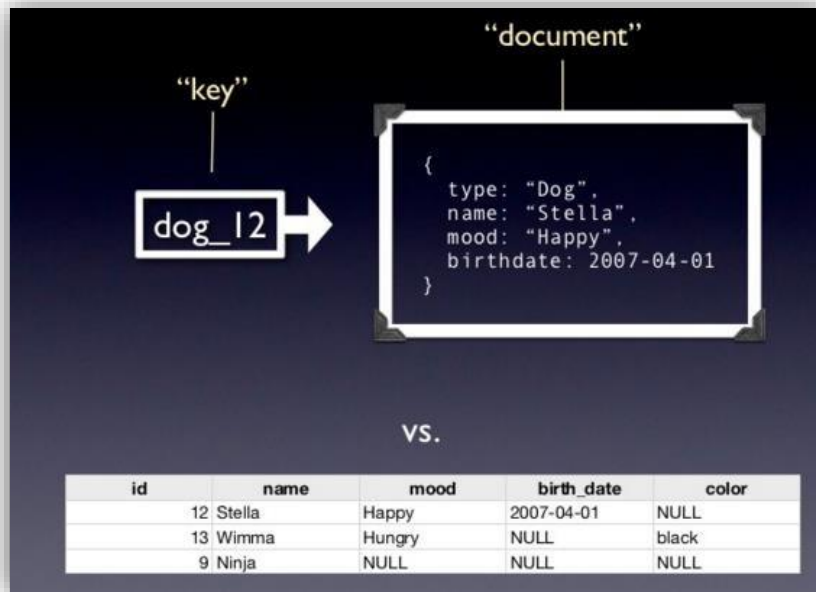 “document”
“key”
dog_12
{
type: “Dog”,
name: “Stella”,
mood: “Happy”,
birthdate: 2007-04-01
}
vs.
id name mood birth_date color
12 Stella Happy 2007-04-01 NULL
13 Wimma Hungry NULL black
9 Ninja NULL NULL NULL